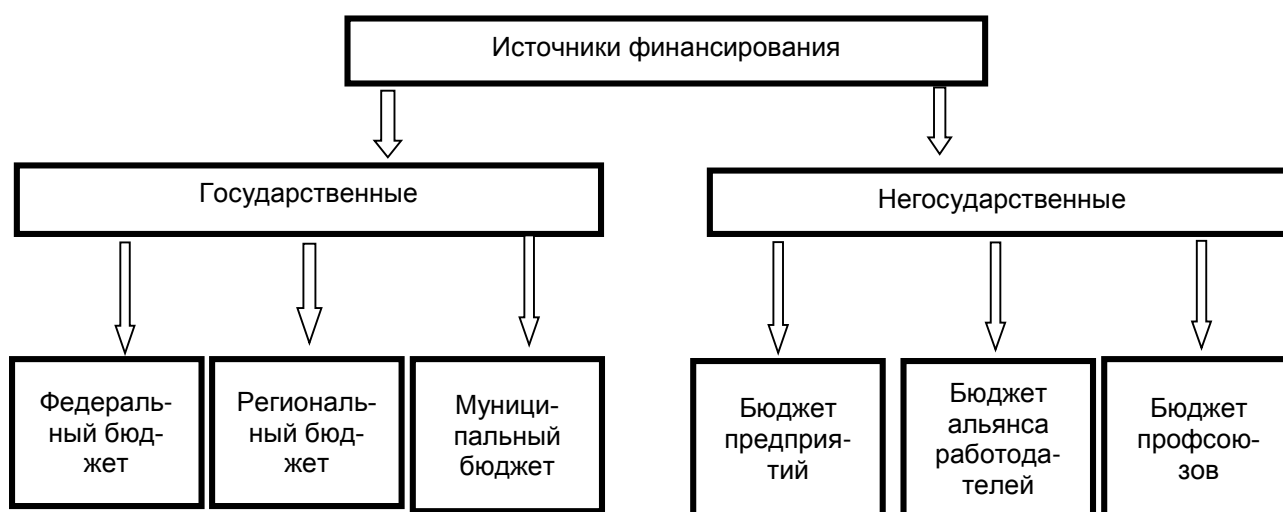 Источники финансирования
Государственные
Негосударственные
Федераль-
ный бюд-
жет
Региональ-
ный бюд-
жет
Муници-
пальный
бюджет
Бюджет
предприя-
тий
Бюджет
альянса
работода-
телей
Бюджет
профсою-
зов